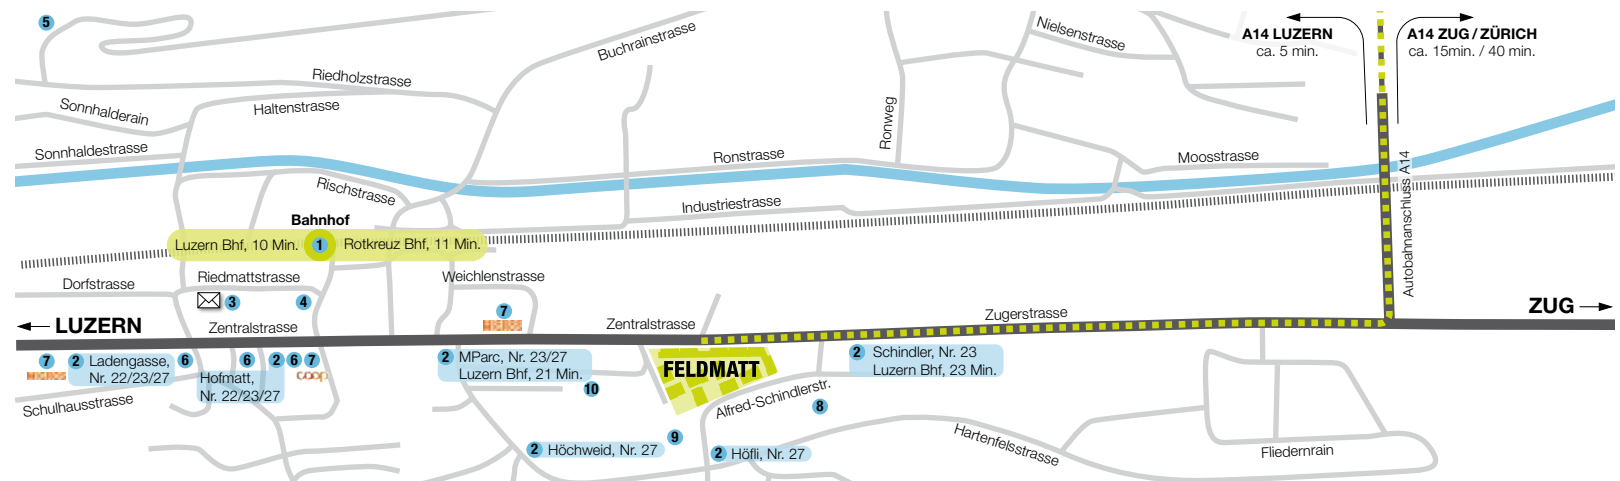 5
Buchrainstrasse
Nielsenstrasse
A14 LUZERN
ca. 5 min.
A14 ZUG / ZÜRICH
ca. 15min. / 40 min.
Riedholzstrasse
Haltenstrasse
Sonnhalderain
Sonnhaldestrasse
Ronweg
Ronstrasse
Moosstrasse
Rischstrasse
Industriestrasse
Autobahnanschluss A14
Bahnhof
Luzern Bhf, 10 Min.
1
Rotkreuz Bhf, 11 Min.
Dorfstrasse
Riedmattstrasse
Weichlenstrasse
3
4
7
MIGROS
LUZERN
Zentralstrasse
Zentralstrasse
Zugerstrasse
ZUG
7
MIGROS
2 Ladengasse,
Nr. 22/23/27
6
6
2
6
7
coop
Hofmatt,
Nr. 22/23/27
2 MParc, Nr. 23/27
Luzern Bhf, 21 Min.
FELDMATT
2 Schindler, Nr. 23
Luzern Bhf, 23 Min.
10
Schulhausstrasse
Alfred-Schindlerstr.
8
9
2 Höchweid, Nr. 27
2 Höfli, Nr. 27
Hartenfelsstrasse
Fliedernrain